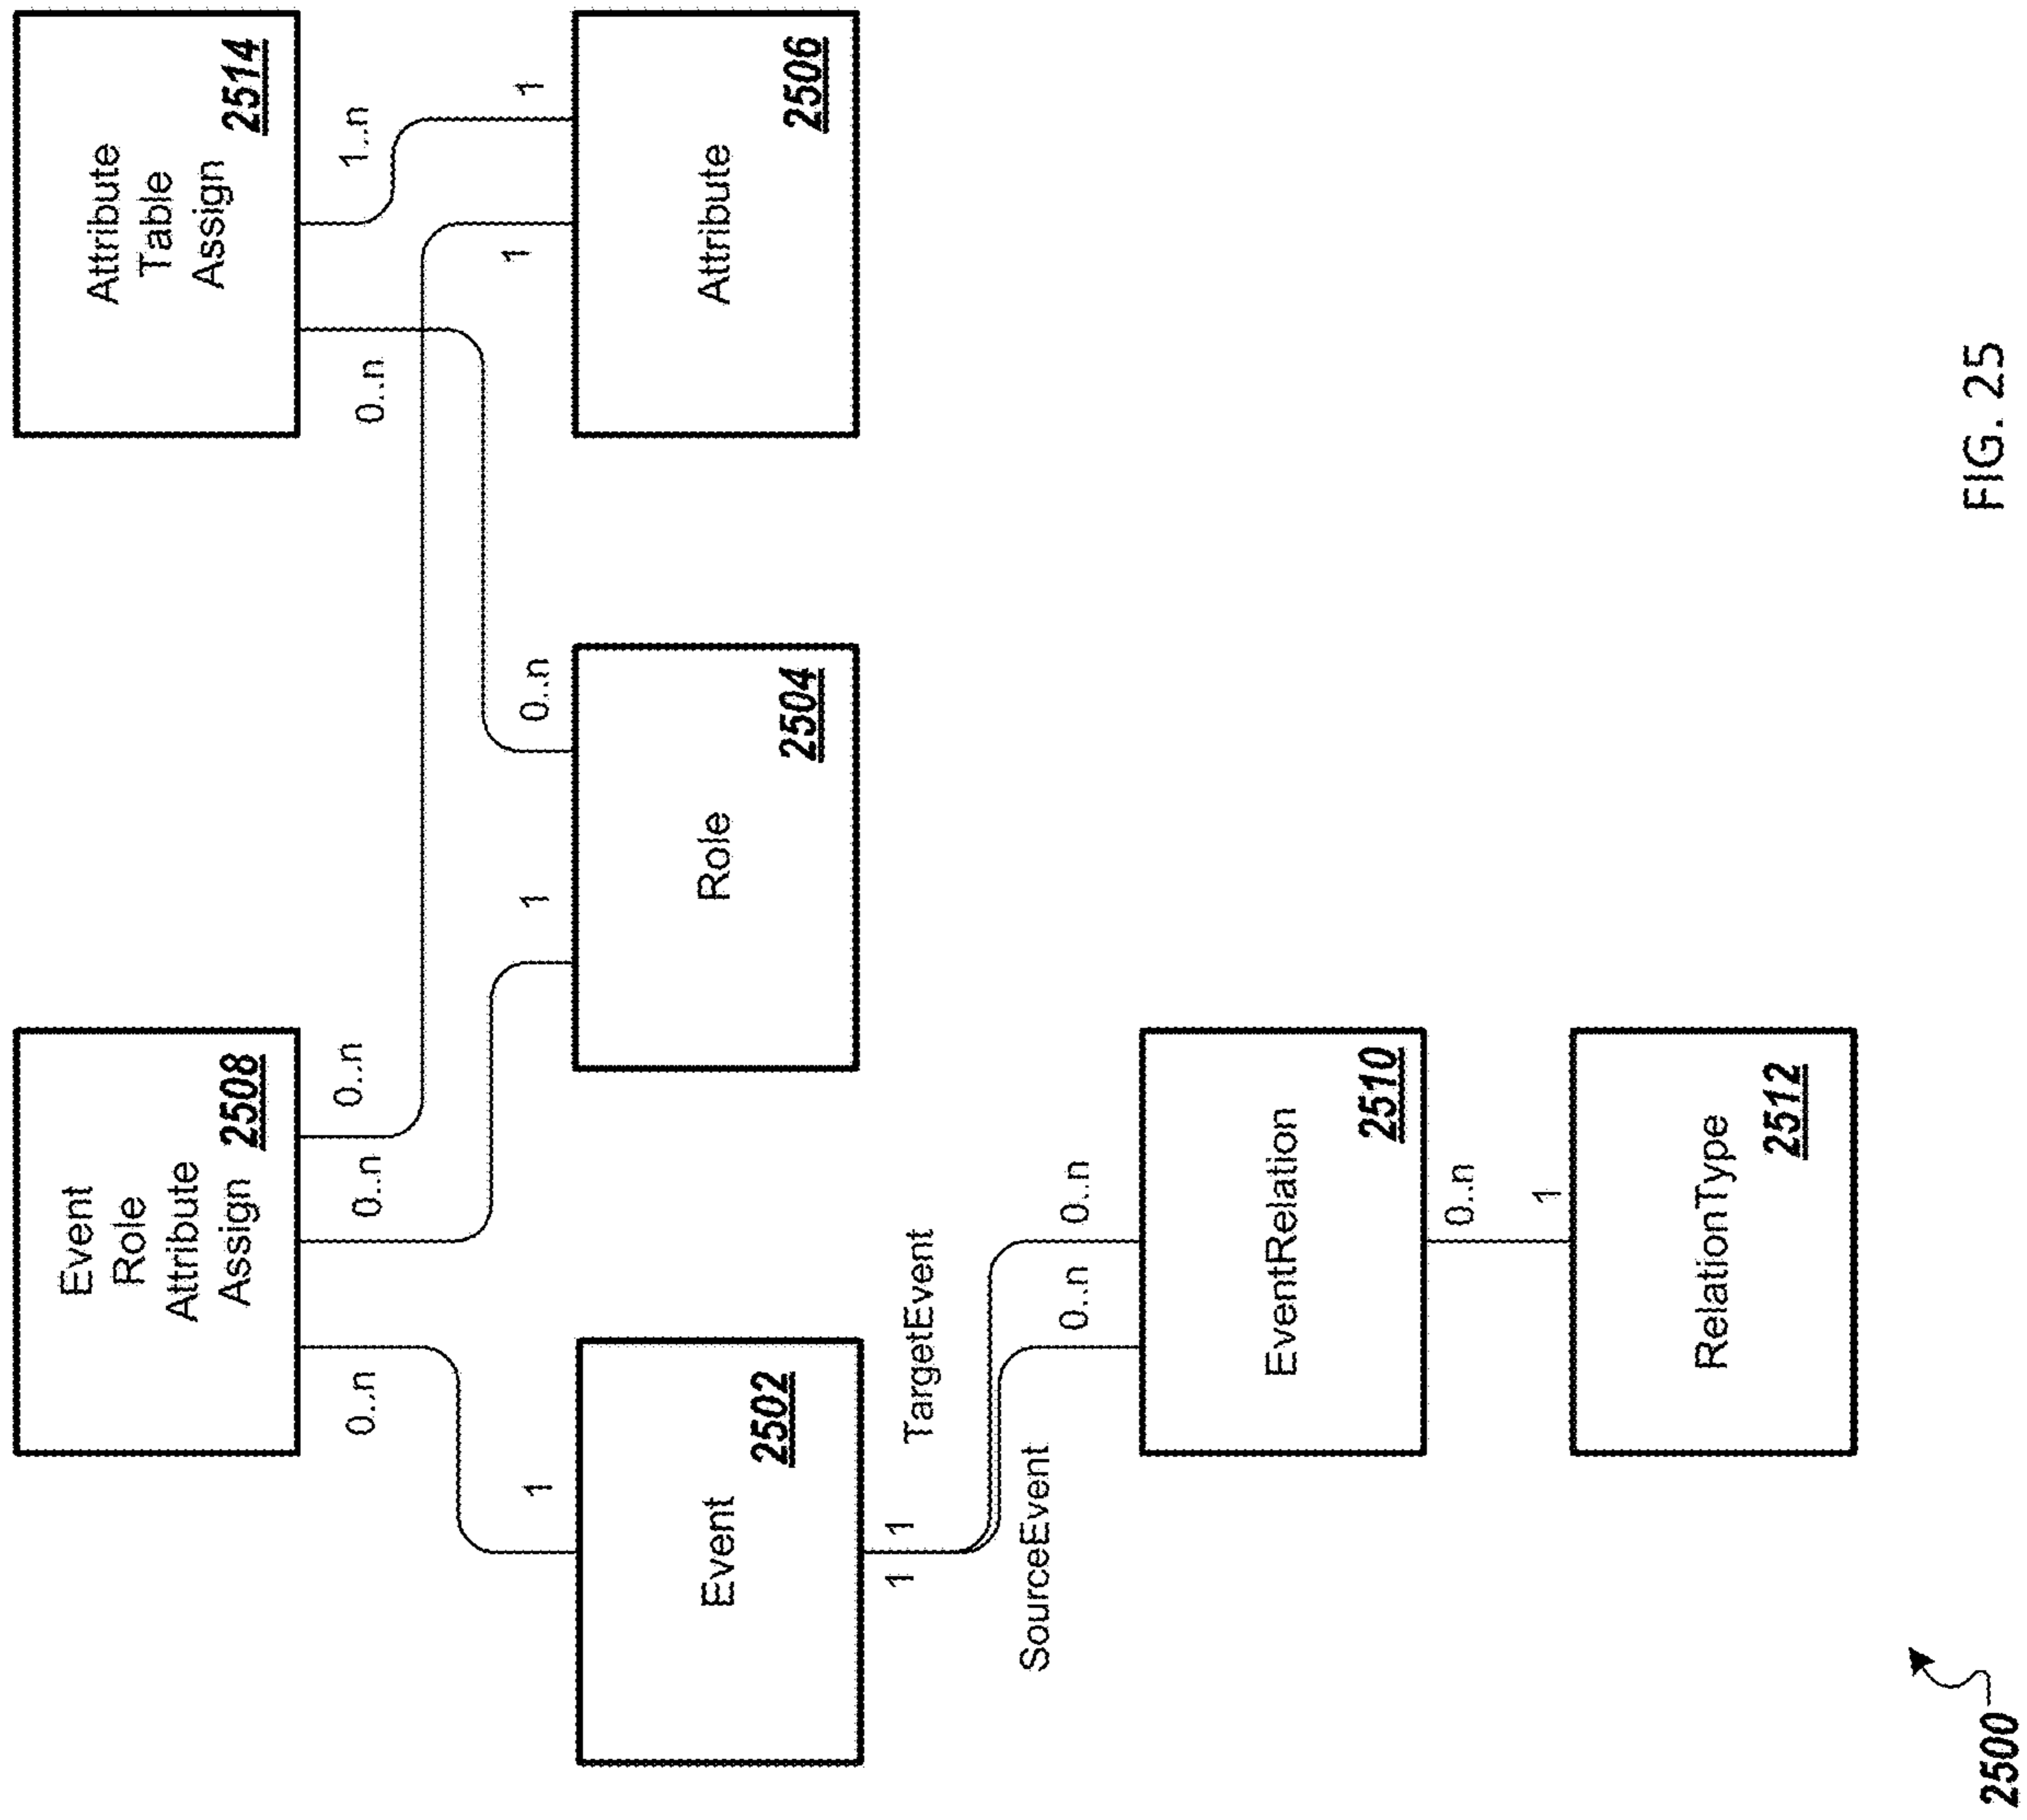 Event
Role
Attribute
Assign 2508
Attribute
Table
Assign
2514
0..n
0..n
0..n
0..n
1..n
1
1
0..n
1
1
Event
2502
Role
2504
Attribute
2506
1
1
TargetEvent
SourceEvent
0..n
0..n
EventRelation
2510
0..n
1
RelationType
2512
2500
FIG. 25